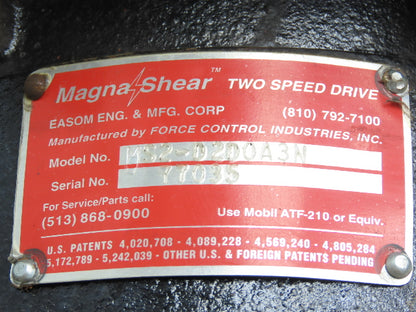 Magna Shear ™ TWO SPEED DRIVE
EASOM ENG. & MFG. CORP (810) 792-7100
Manufactured by FORCE CONTROL INDUSTRIES, INC.
Model No.
Serial No.
For Service/Parts call:
(513) 868-0900 Use Mobil ATF-210 or Equiv.
U.S. PATENTS 4,020,708 - 4,089,228 - 4,569,240 - 4,805,284
5,172,789 - 5,242,039 - OTHER U.S. & FOREIGN PATENTS PENDING